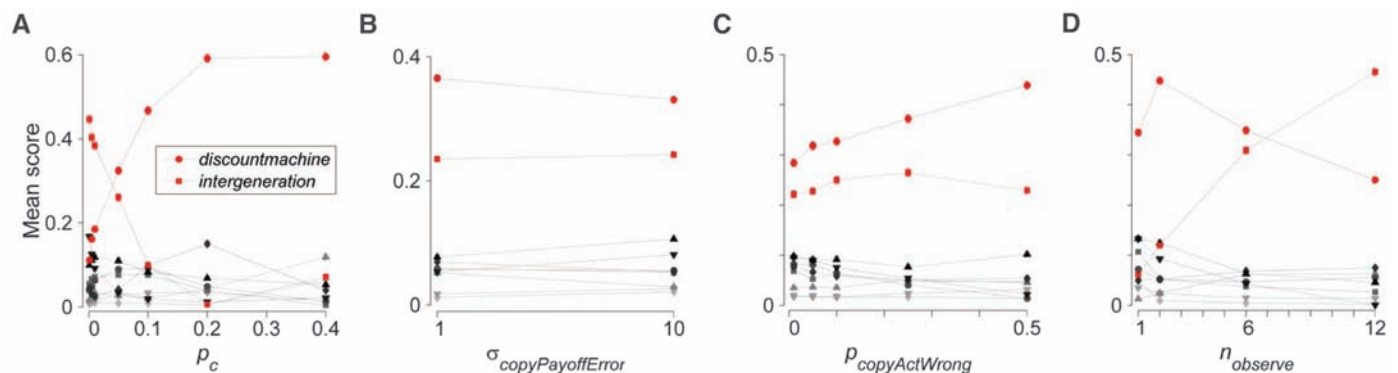 A
B
C
D
Mean score
0.6
0.4
0.2
0
0
0.1
0.2
0.3
0.4
p_c
discountmachine
intergeneration
0.4
0.2
0
1
10
σ_copyPayoffError
0.5
0
0
0.5
p_copyActWrong
0.5
0
1
6
12
n_observe